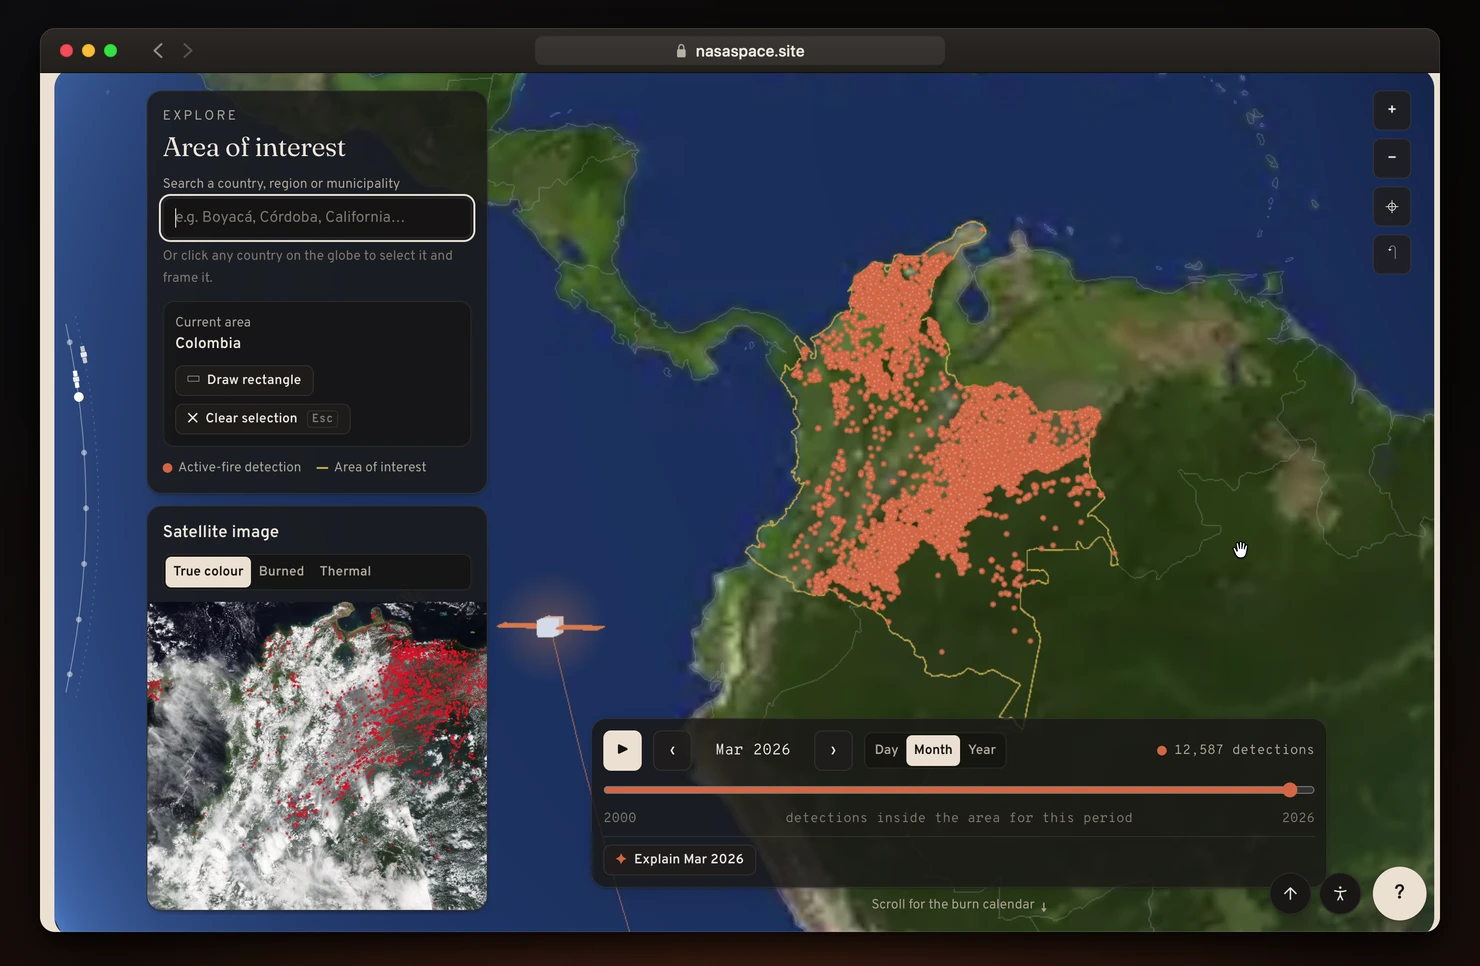 nasaspace.site
EXPLORE
Area of interest
Search a country, region or municipality
e.g. Boyacá, Córdoba, California...
Or click any country on the globe to select it and
frame it.
Current area
Colombia
Draw rectangle
Clear selection Esc
Active-fire detection Area of interest
Satellite image
True colour Burned Thermal
+
−
Mar 2026 Day Month Year 12,587 detections
2000 detections inside the area for this period 2026
Explain Mar 2026
Scroll for the burn calendar ↓
?